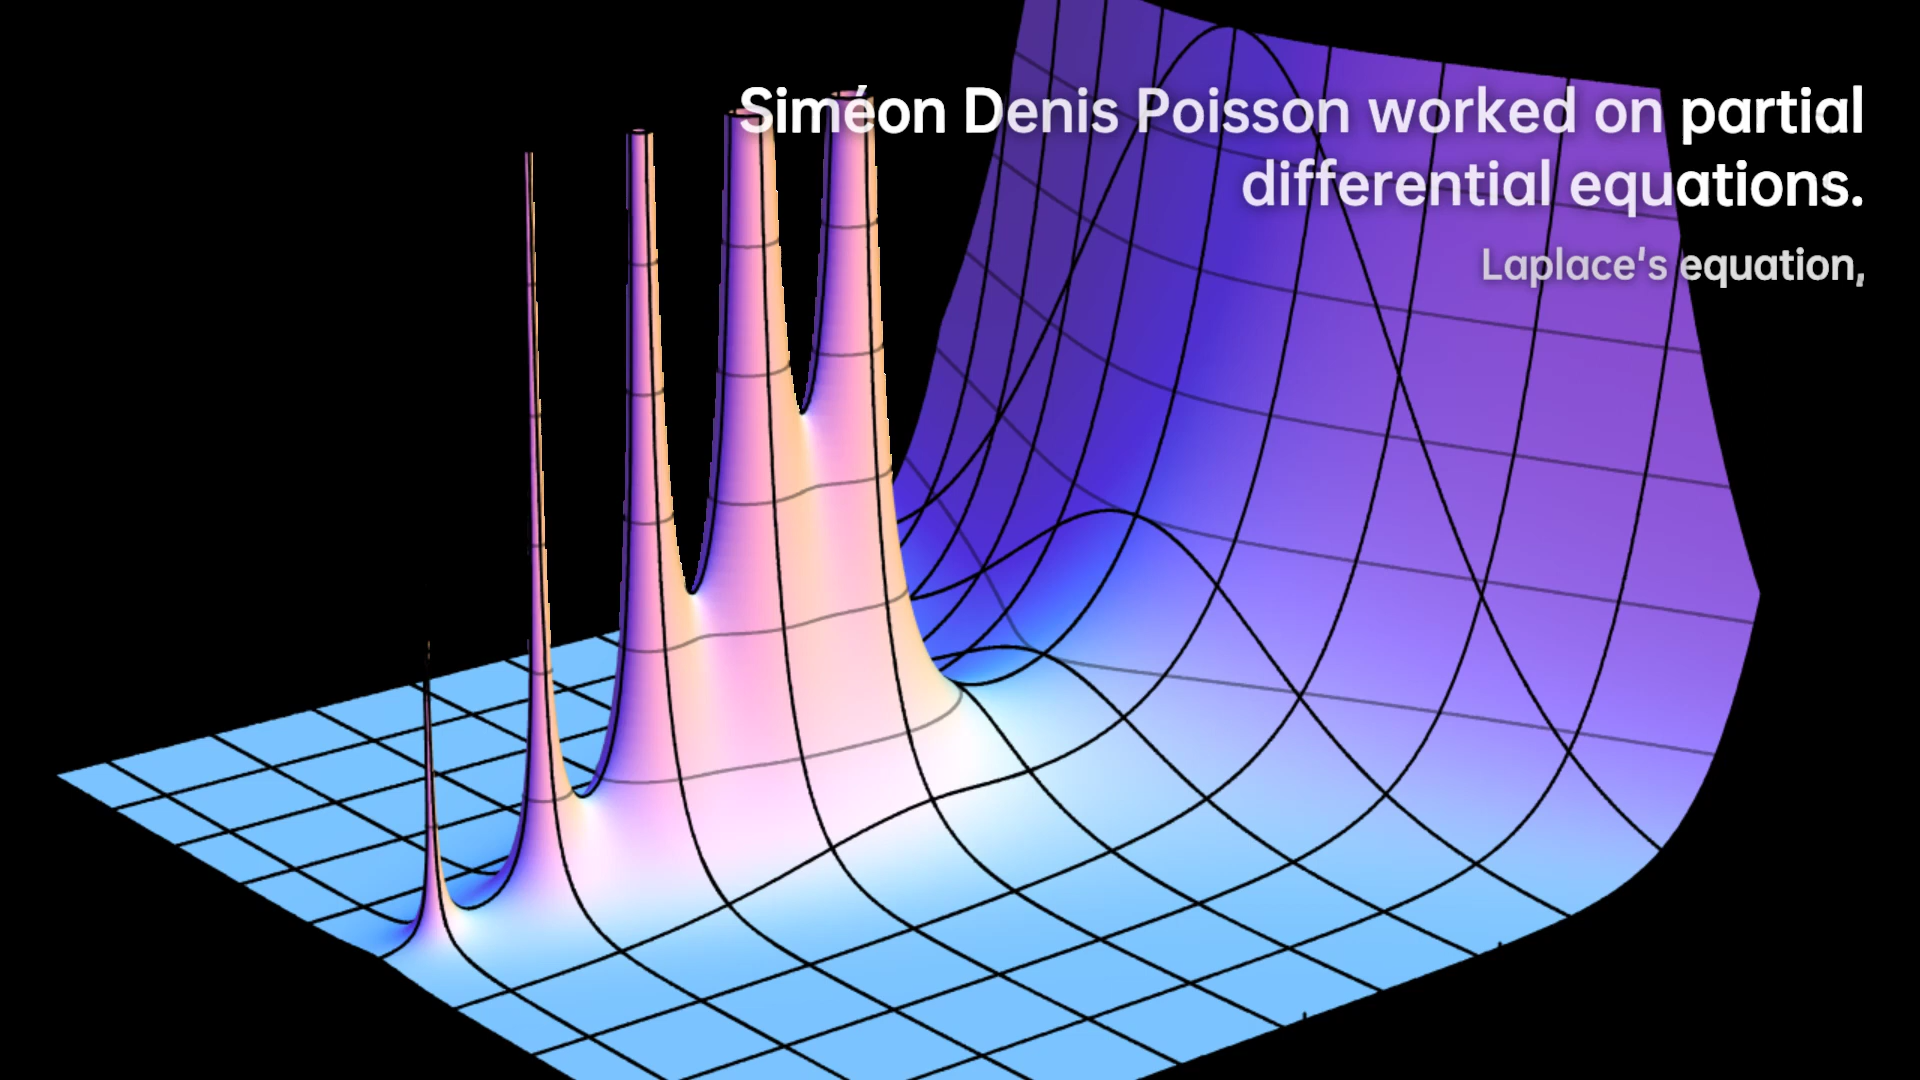 Siméon Denis Poisson worked on partial
differential equations.
Laplace's equation,